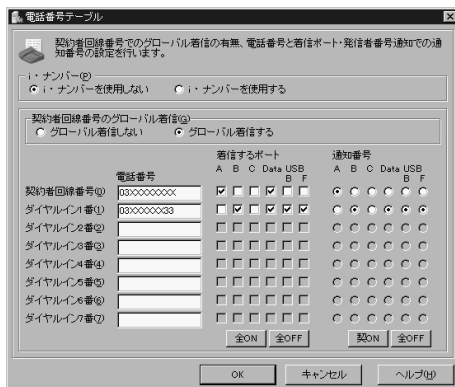 電話番号テーブル
契約者回線番号でのグローバル着信の有無、電話番号と着信ポート・発信者番号通知での通
知番号の設定を行います。
i・ナンバー(P)
i・ナンバーを使用しない i・ナンバーを使用する
契約者回線番号のグローバル着信(G)
グローバル着信しない グローバル着信する
着信するポート 通知番号
電話番号 A B C Data USB B F A B C Data USB B F
契約者回線番号(0) 03XXXXXXXX
ダイヤルイン1番(1) 03XXXXXX33
ダイヤルイン2番(2)
ダイヤルイン3番(3)
ダイヤルイン4番(4)
ダイヤルイン5番(5)
ダイヤルイン6番(6)
ダイヤルイン7番(7)
全ON 全OFF 契ON 全OFF
OK キャンセル ヘルプ(H)